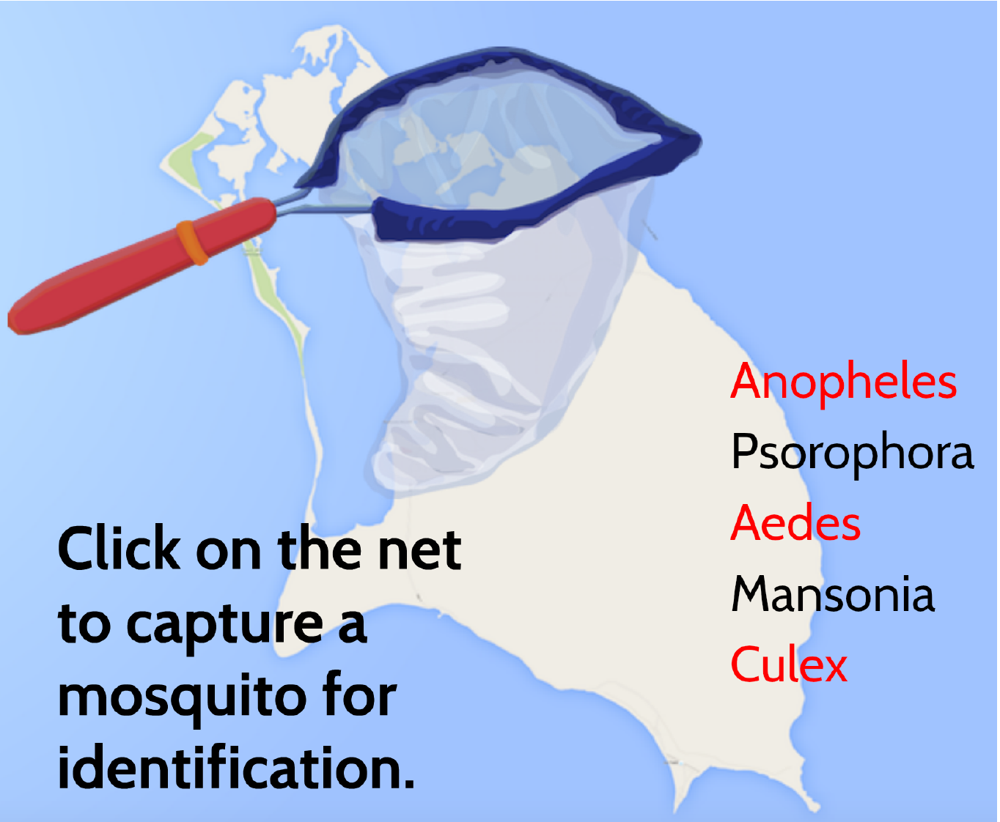 Anopheles
Psorophora
Aedes
Mansonia
Culex
Click on the net
to capture a
mosquito for
identification.